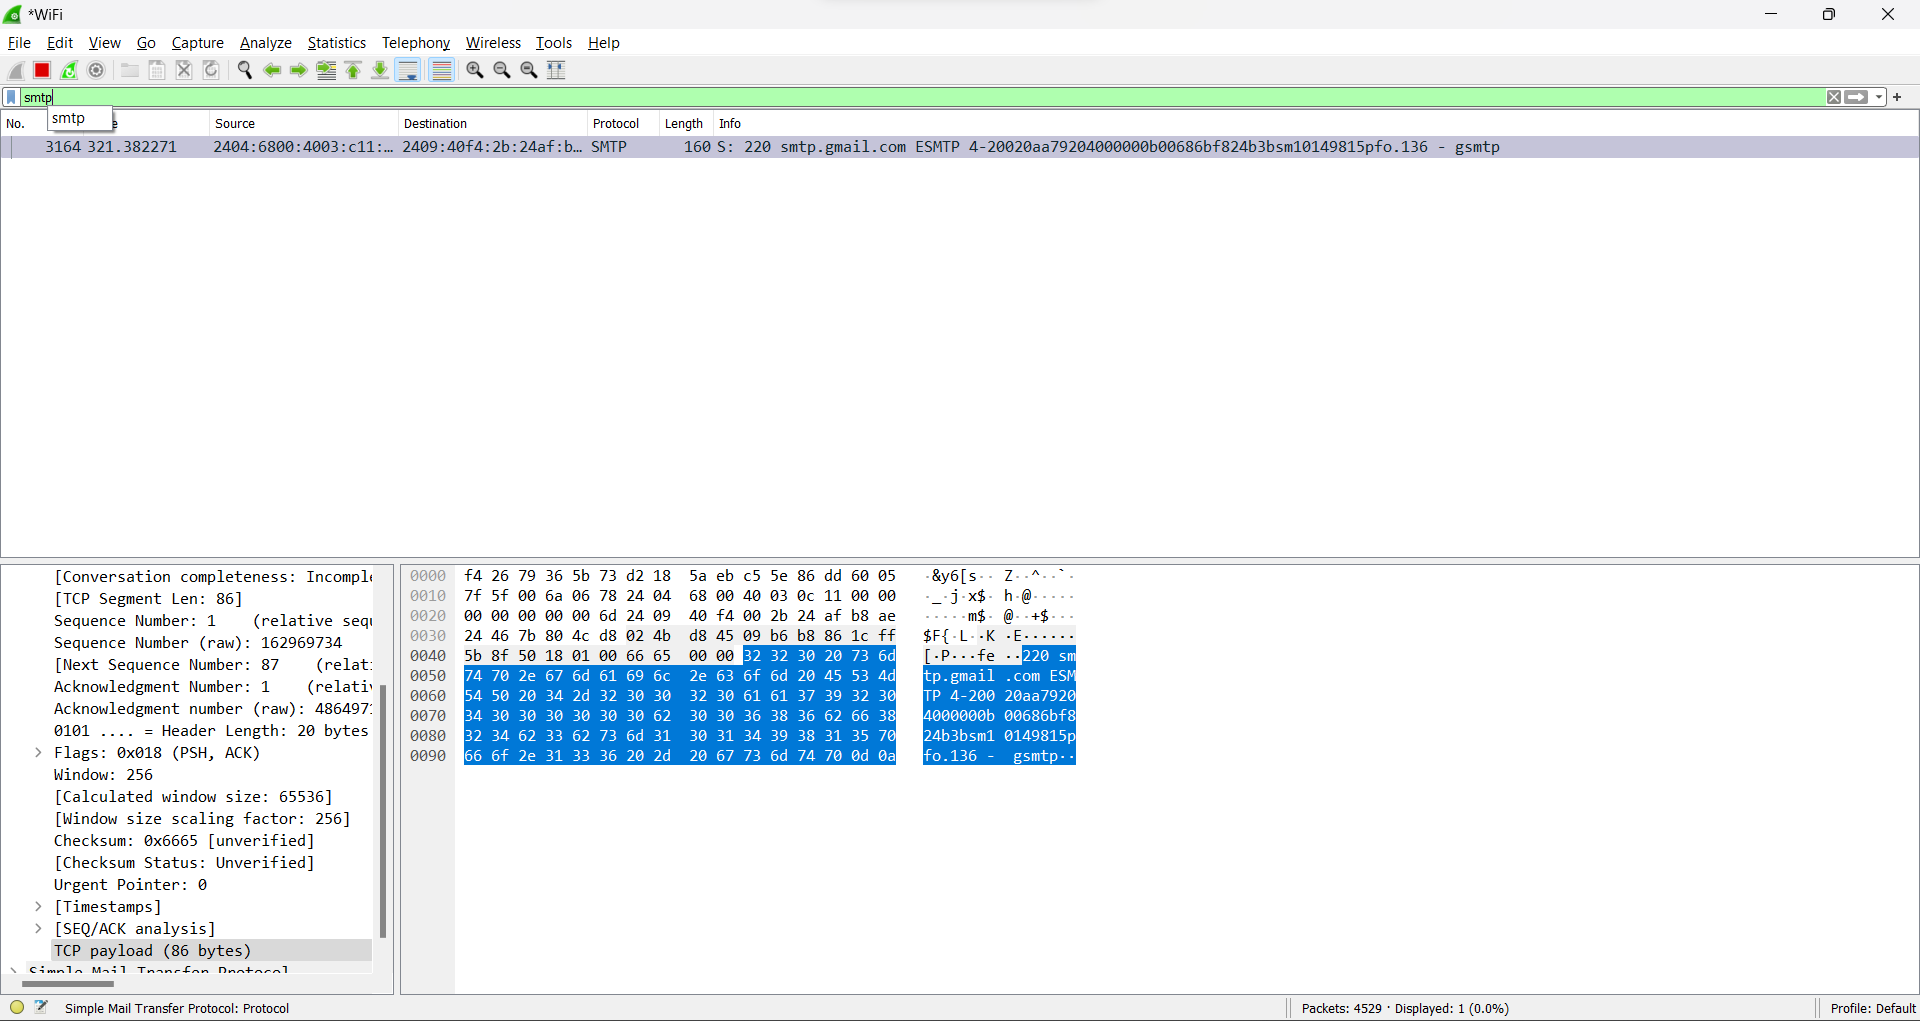 *WiFi
File Edit View Go Capture Analyze Statistics Telephony Wireless Tools Help
smtp
smtp
No. Source Destination Protocol Length Info
3164 321.382271 2404:6800:4003:c11:… 2409:40f4:2b:24af:b… SMTP 160 S: 220 smtp.gmail.com ESMTP 4-20020aa79204000000b00686bf824b3bsm10149815pfo.136 - gsmtp
[Conversation completeness: Incomple
[TCP Segment Len: 86]
Sequence Number: 1 (relative sequ
Sequence Number (raw): 162969734
[Next Sequence Number: 87 (relati
Acknowledgment Number: 1 (relativ
Acknowledgment number (raw): 4864971
0101 .... = Header Length: 20 bytes
Flags: 0x018 (PSH, ACK)
Window: 256
[Calculated window size: 65536]
[Window size scaling factor: 256]
Checksum: 0x6665 [unverified]
[Checksum Status: Unverified]
Urgent Pointer: 0
[Timestamps]
[SEQ/ACK analysis]
TCP payload (86 bytes)
Simple Mail Transfer Protocol
0000 f4 26 79 36 5b 73 d2 18 5a eb c5 5e 86 dd 60 05 ·&y6[s·· Z··^··`·
0010 7f 5f 00 6a 06 78 24 04 68 00 40 03 0c 11 00 00 ·_·j·x$· h·@·····
0020 00 00 00 00 00 6d 24 09 40 f4 00 2b 24 af b8 ae ·····m$· @··+$···
0030 24 46 7b 80 4c d8 02 4b d8 45 09 b6 b8 86 1c ff $F{·L··K ·E······
0040 5b 8f 50 18 01 00 66 65 00 00 32 32 30 20 73 6d [·P···fe ··220 sm
0050 74 70 2e 67 6d 61 69 6c 2e 63 6f 6d 20 45 53 4d tp.gmail .com ESM
0060 54 50 20 34 2d 32 30 30 32 30 61 61 37 39 32 30 TP 4-200 20aa7920
0070 34 30 30 30 30 30 30 62 30 30 36 38 36 62 66 38 4000000b 00686bf8
0080 32 34 62 33 62 73 6d 31 30 31 34 39 38 31 35 70 24b3bsm1 0149815p
0090 66 6f 2e 31 33 36 20 2d 20 67 73 6d 74 70 0d 0a fo.136 - gsmtp··
Simple Mail Transfer Protocol: Protocol
Packets: 4529 · Displayed: 1 (0.0%)
Profile: Default